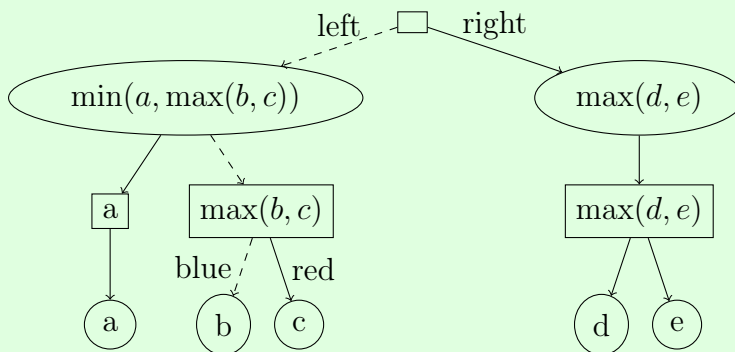 left
right
min(a, max(b, c))
max(d, e)
a
max(b, c)
max(d, e)
blue
red
a
b
c
d
e